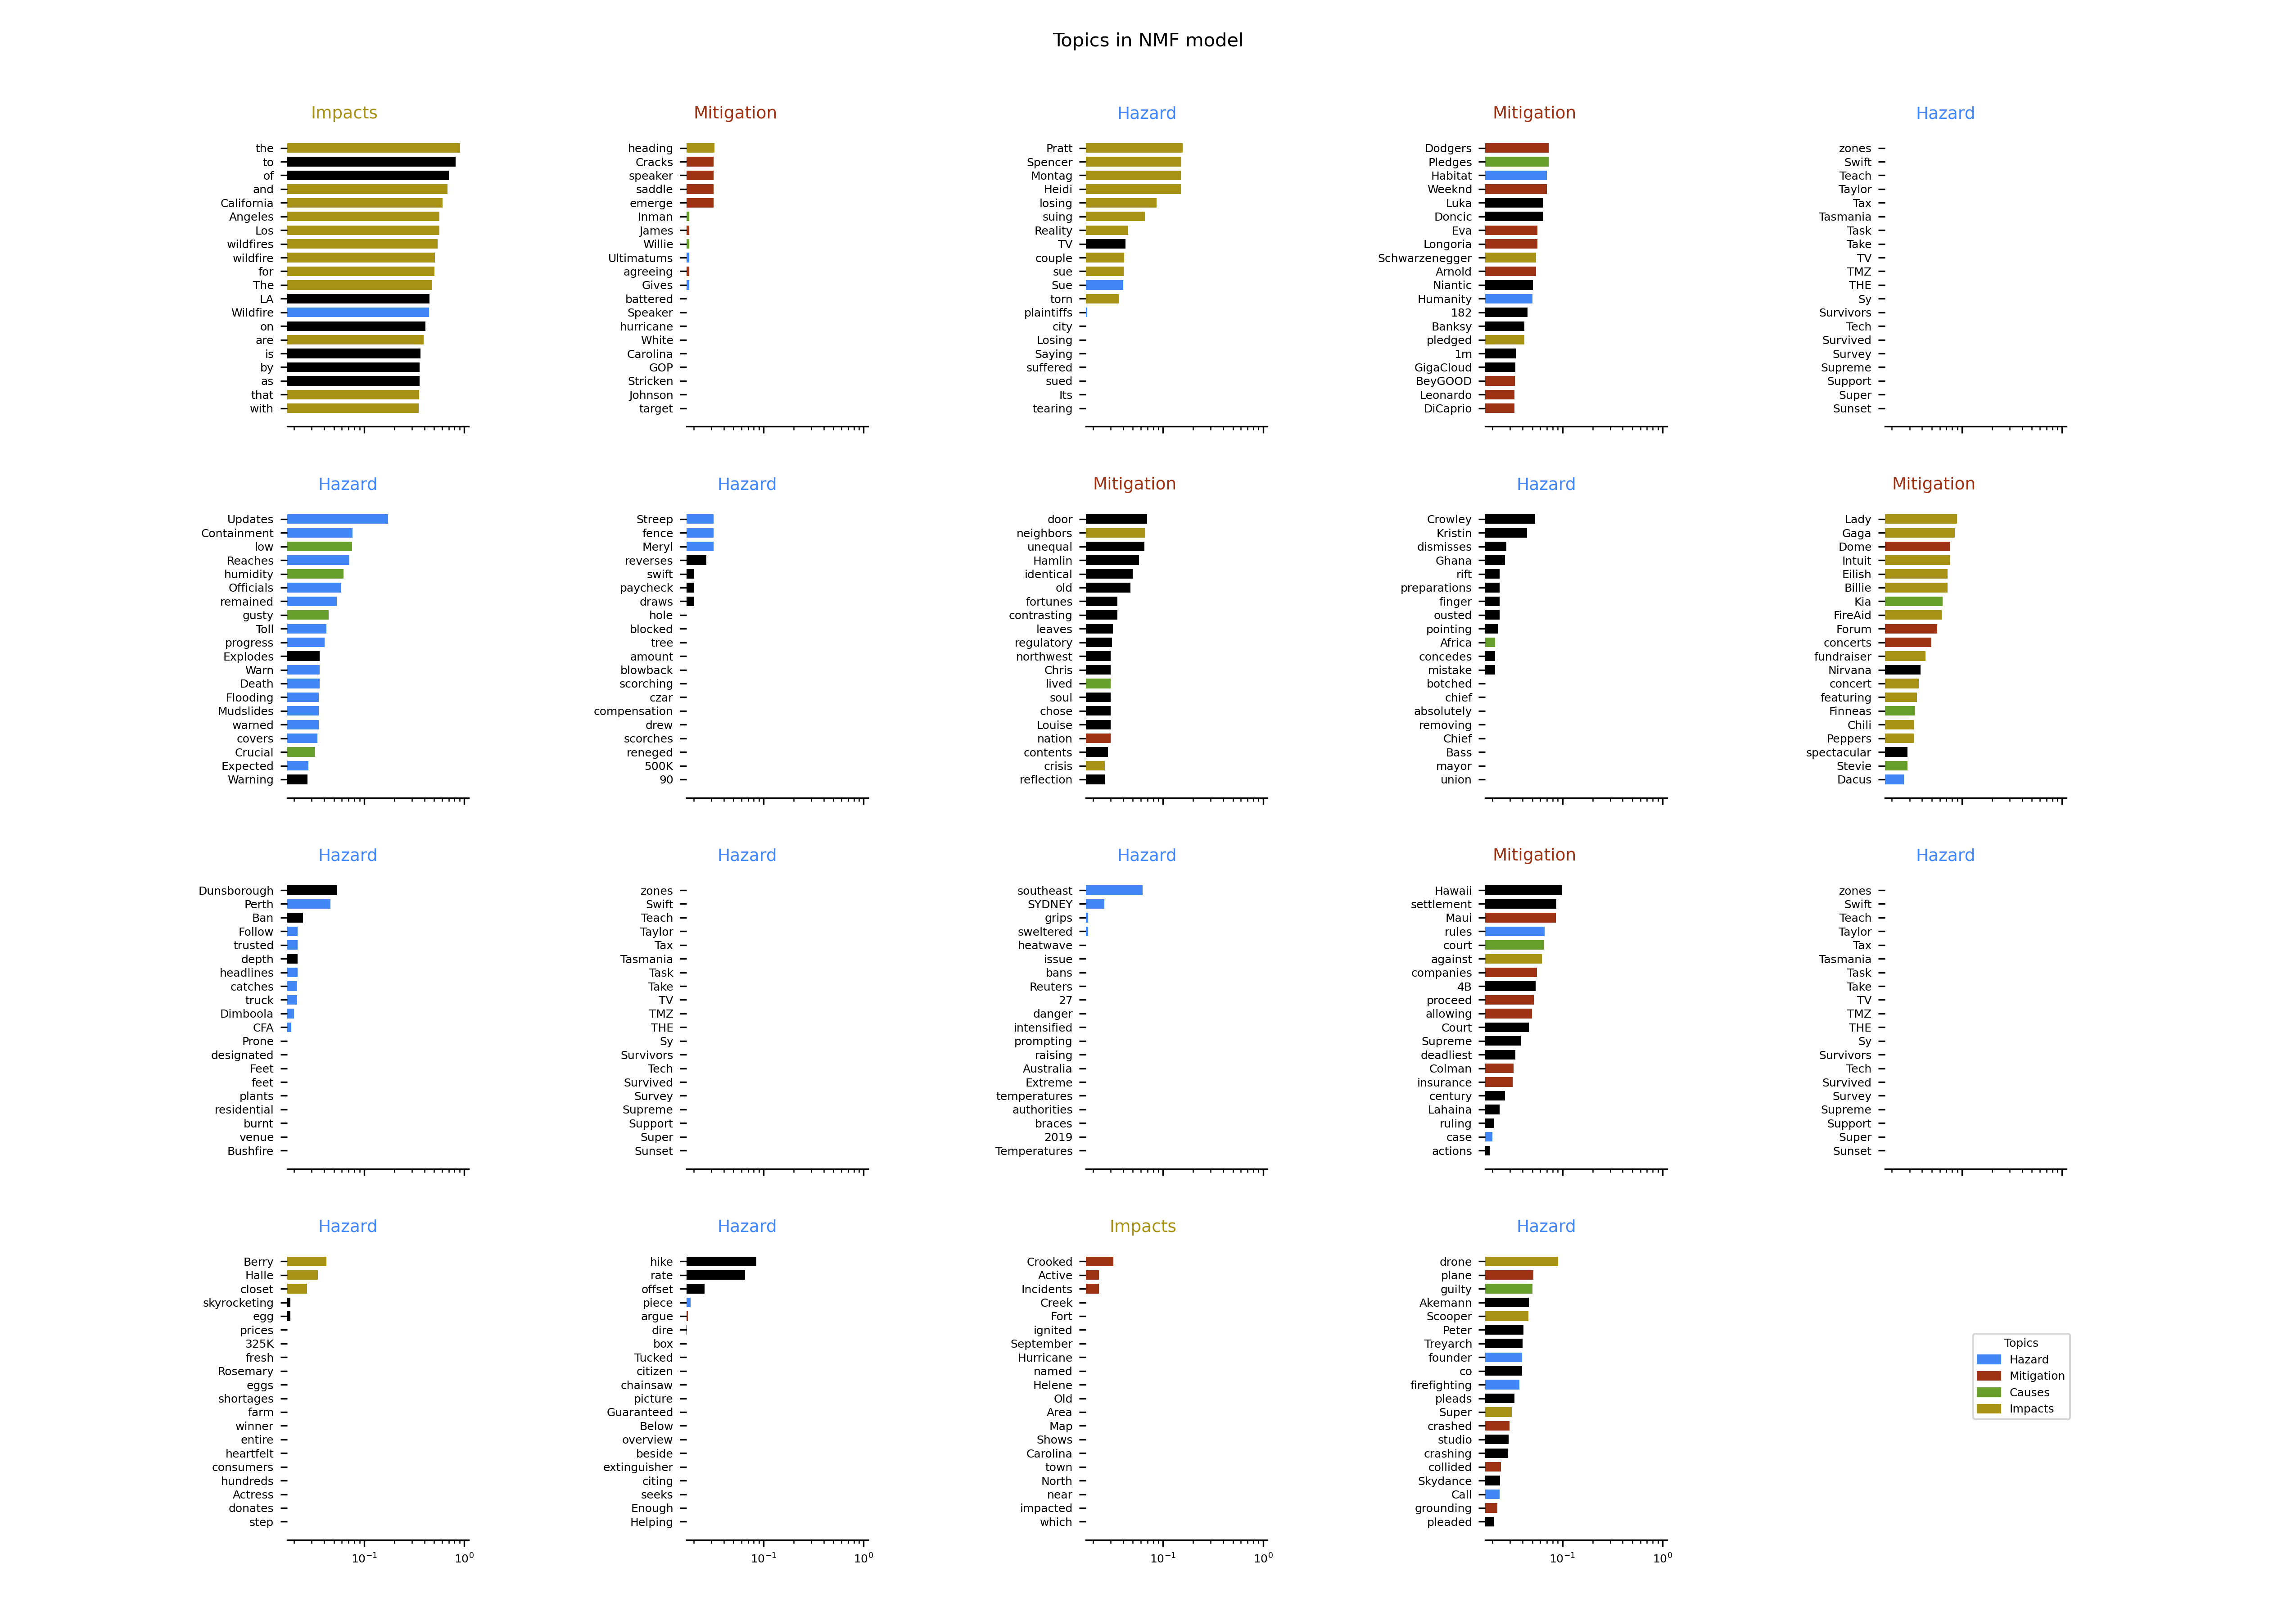 Topics in NMF model
Impacts
the
to
of
and
California
Angeles
Los
wildfires
wildfire
for
The
LA
Wildfire
on
are
is
by
as
that
with
Mitigation
heading
Cracks
speaker
saddle
emerge
Inman
James
Willie
Ultimatums
agreeing
Gives
battered
Speaker
hurricane
White
Carolina
GOP
Stricken
Johnson
target
Hazard
Pratt
Spencer
Montag
Heidi
losing
suing
Reality
TV
couple
sue
Sue
torn
plaintiffs
city
Losing
Saying
suffered
sued
Its
tearing
Mitigation
Dodgers
Pledges
Habitat
Weeknd
Luka
Doncic
Eva
Longoria
Schwarzenegger
Arnold
Niantic
Humanity
182
Banksy
pledged
1m
GigaCloud
BeyGOOD
Leonardo
DiCaprio
Hazard
zones
Swift
Teach
Taylor
Tax
Tasmania
Task
Take
TV
TMZ
THE
Sy
Survivors
Tech
Survived
Survey
Supreme
Support
Super
Sunset
Hazard
Updates
Containment
low
Reaches
humidity
Officials
remained
gusty
Toll
progress
Explodes
Warn
Death
Flooding
Mudslides
warned
covers
Crucial
Expected
Warning
Hazard
Streep
fence
Meryl
reverses
swift
paycheck
draws
hole
blocked
tree
amount
blowback
scorching
czar
compensation
drew
scorches
reneged
500K
90
Mitigation
door
neighbors
unequal
Hamlin
identical
old
fortunes
contrasting
leaves
regulatory
northwest
Chris
lived
soul
chose
Louise
nation
contents
crisis
reflection
Hazard
Crowley
Kristin
dismisses
Ghana
rift
preparations
finger
ousted
pointing
Africa
concedes
mistake
botched
chief
absolutely
removing
Chief
Bass
mayor
union
Mitigation
Lady
Gaga
Dome
Intuit
Eilish
Billie
Kia
FireAid
Forum
concerts
fundraiser
Nirvana
concert
featuring
Finneas
Chili
Peppers
spectacular
Stevie
Dacus
Hazard
Dunsborough
Perth
Ban
Follow
trusted
depth
headlines
catches
truck
Dimboola
CFA
Prone
designated
Feet
feet
plants
residential
burnt
venue
Bushfire
Hazard
zones
Swift
Teach
Taylor
Tax
Tasmania
Task
Take
TV
TMZ
THE
Sy
Survivors
Tech
Survived
Survey
Supreme
Support
Super
Sunset
Hazard
southeast
SYDNEY
grips
sweltered
heatwave
issue
bans
Reuters
27
danger
intensified
prompting
raising
Australia
Extreme
temperatures
authorities
braces
2019
Temperatures
Mitigation
Hawaii
settlement
Maui
rules
court
against
companies
4B
proceed
allowing
Court
Supreme
deadliest
Colman
insurance
century
Lahaina
ruling
case
actions
Hazard
zones
Swift
Teach
Taylor
Tax
Tasmania
Task
Take
TV
TMZ
THE
Sy
Survivors
Tech
Survived
Survey
Supreme
Support
Super
Sunset
Hazard
Berry
Halle
closet
skyrocketing
egg
prices
325K
fresh
Rosemary
eggs
shortages
farm
winner
entire
heartfelt
consumers
hundreds
Actress
donates
step
10⁻¹ 10⁰
Hazard
hike
rate
offset
piece
argue
dire
box
Tucked
citizen
chainsaw
picture
Guaranteed
Below
overview
beside
extinguisher
citing
seeks
Enough
Helping
10⁻¹ 10⁰
Impacts
Crooked
Active
Incidents
Creek
Fort
ignited
September
Hurricane
named
Helene
Old
Area
Map
Shows
Carolina
town
North
near
impacted
which
10⁻¹ 10⁰
Hazard
drone
plane
guilty
Akemann
Scooper
Peter
Treyarch
founder
co
firefighting
pleads
Super
crashed
studio
crashing
collided
Skydance
Call
grounding
pleaded
10⁻¹ 10⁰
Topics
Hazard
Mitigation
Causes
Impacts